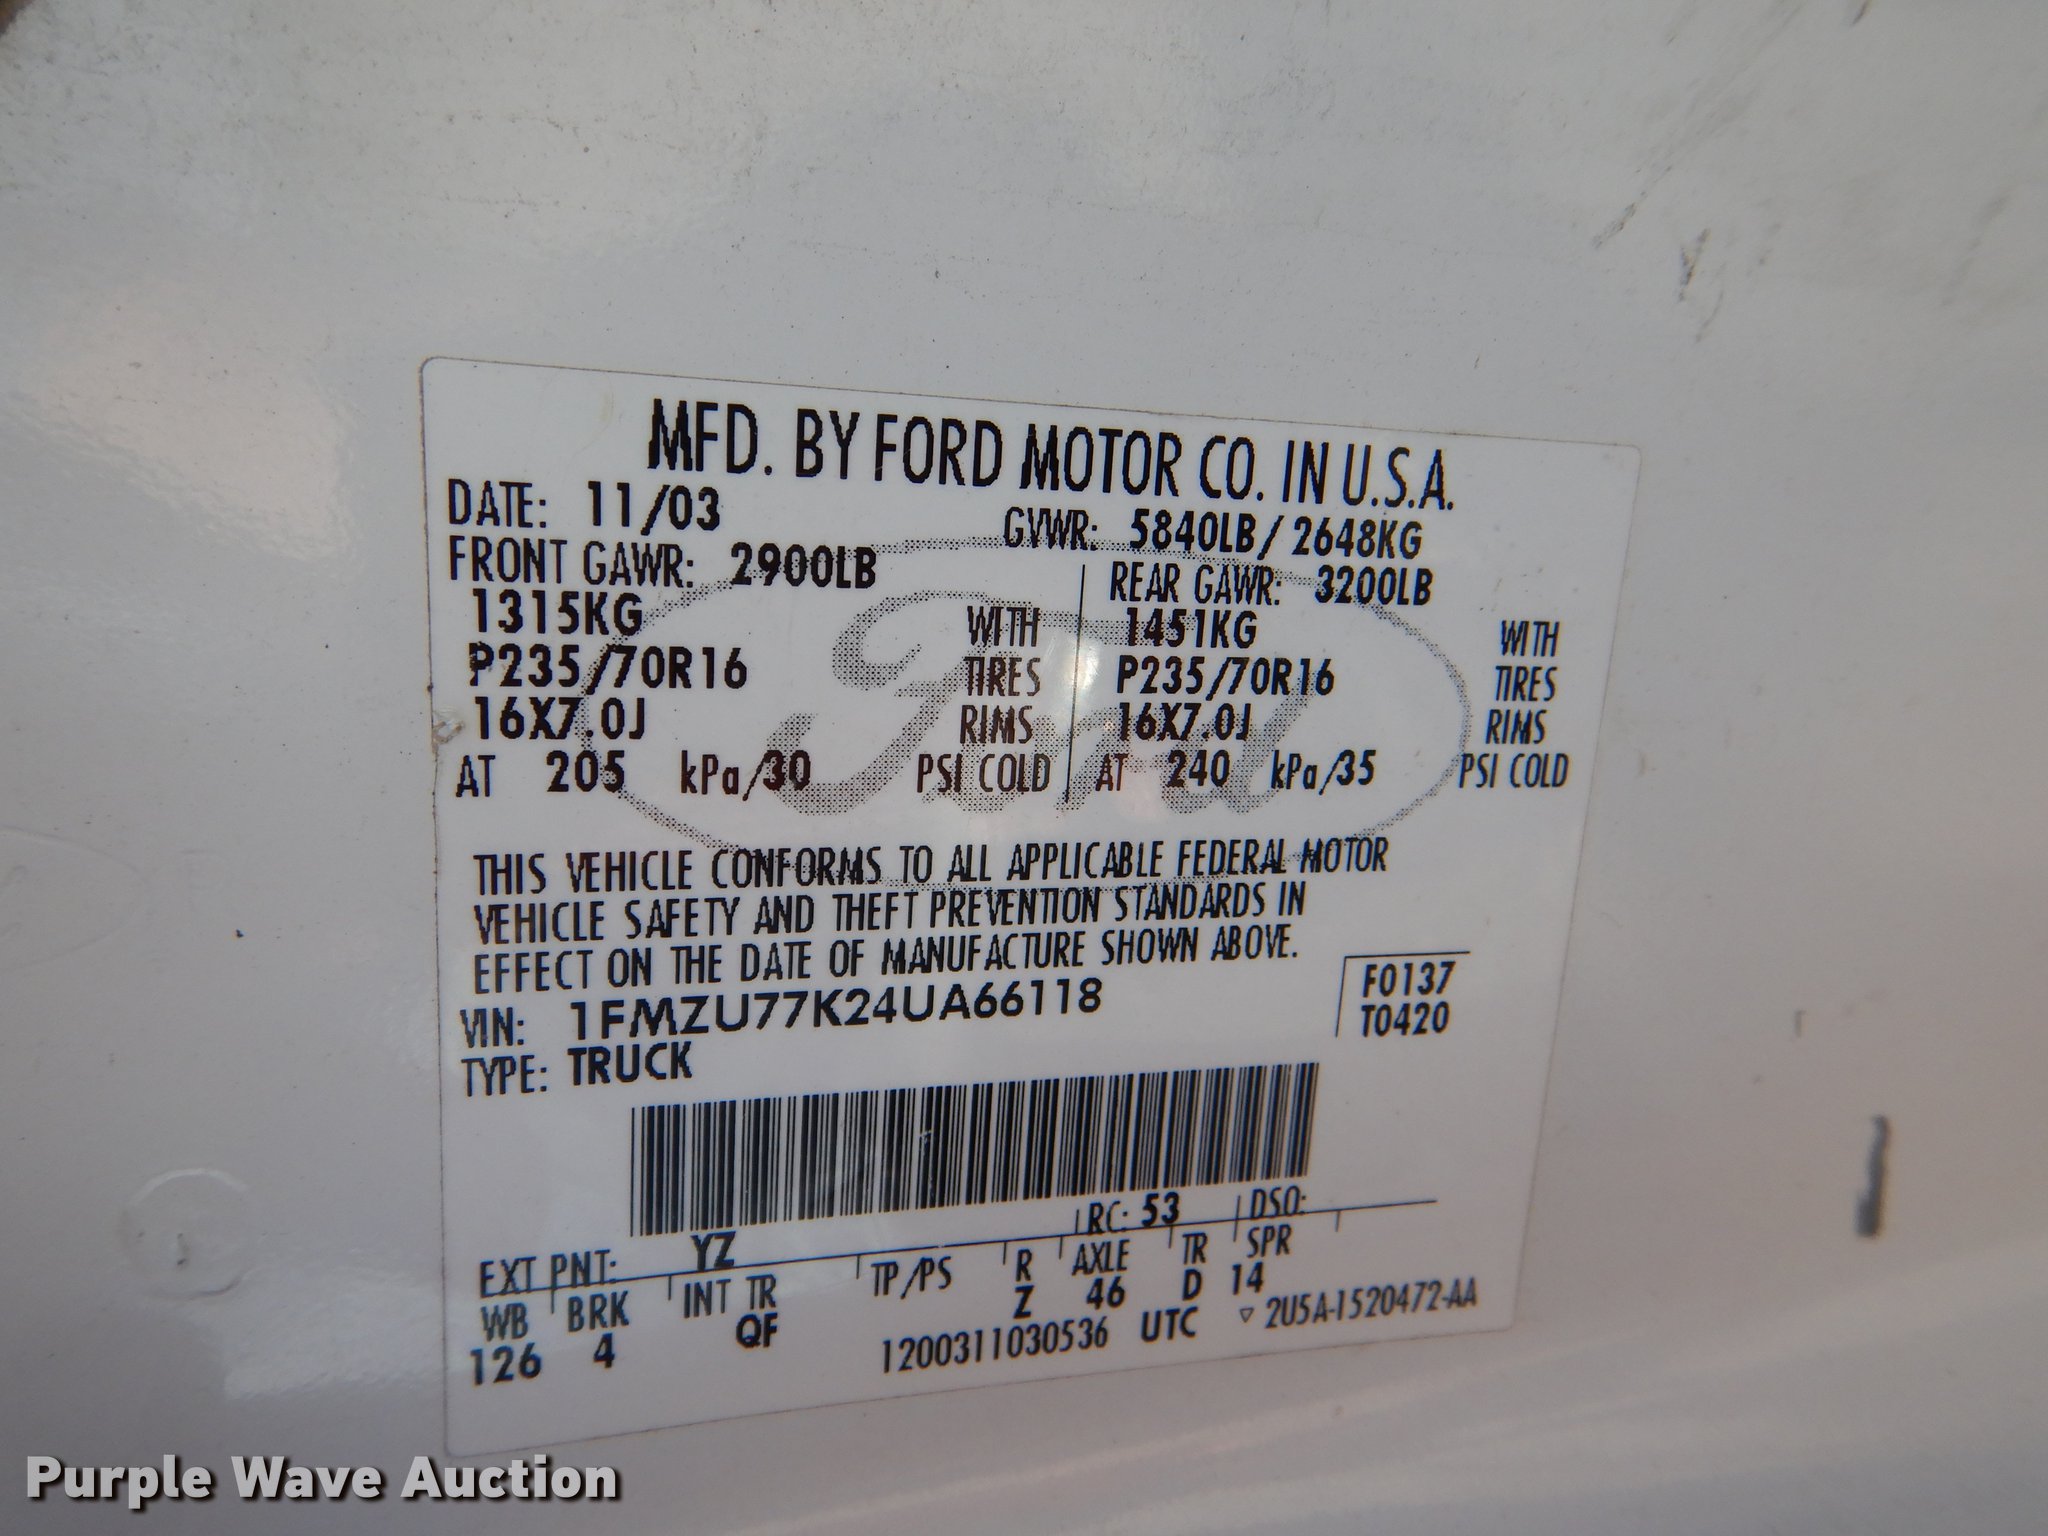 MFD. BY FORD MOTOR CO. IN U.S.A.
DATE: 11/03 GVWR: 5840LB / 2648KG
FRONT GAWR: 2900LB REAR GAWR: 3200LB
1315KG WITH 1451KG WITH
P235/70R16 TIRES P235/70R16 TIRES
16X7.0J RIMS 16X7.0J RIMS
AT 205 kPa/30 PSI COLD AT 240 kPa/35 PSI COLD
Ford
THIS VEHICLE CONFORMS TO ALL APPLICABLE FEDERAL MOTOR
VEHICLE SAFETY AND THEFT PREVENTION STANDARDS IN
EFFECT ON THE DATE OF MANUFACTURE SHOWN ABOVE.
VIN: 1FMZU77K24UA66118 F0137
TYPE: TRUCK T0420
EXT PNT: YZ RC: 53 DSO:
WB BRK INT TR TP/PS R AXLE TR SPR
126 4 QF Z 46 D 14
1200311030536 UTC ▽ 2U5A-1520472-AA
Purple Wave Auction